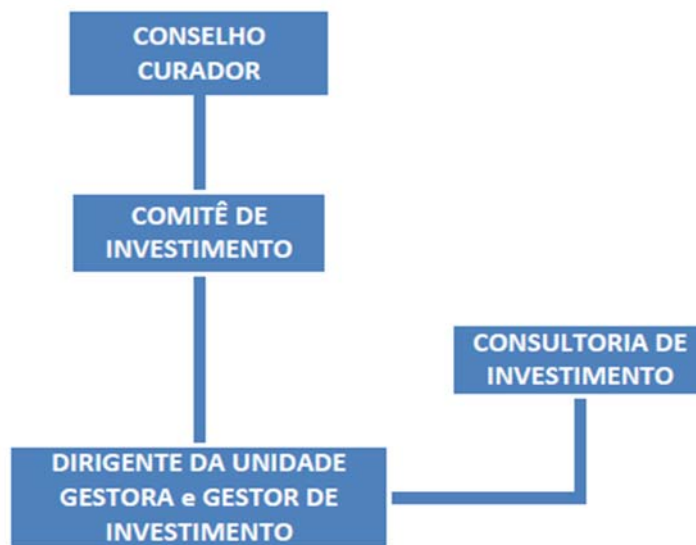 CONSELHO
CURADOR
COMITÊ DE
INVESTIMENTO
CONSULTORIA DE
INVESTIMENTO
DIRIGENTE DA UNIDADE
GESTORA e GESTOR DE
INVESTIMENTO